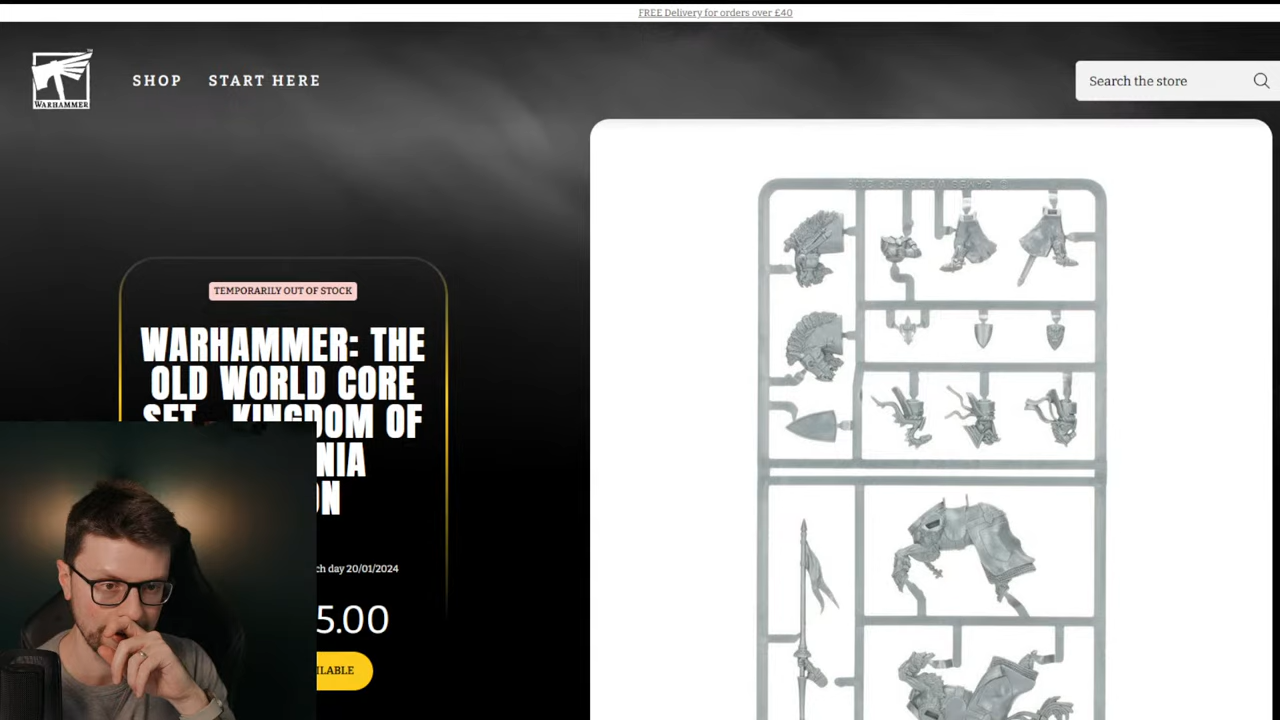 FREE Delivery for orders over £40
WARHAMMER
SHOP
START HERE
Search the store
TEMPORARILY OUT OF STOCK
WARHAMMER: THE
OLD WORLD CORE
SET – KINGDOM OF
NIA
ON
ch day 20/01/2024
5.00
ILABLE